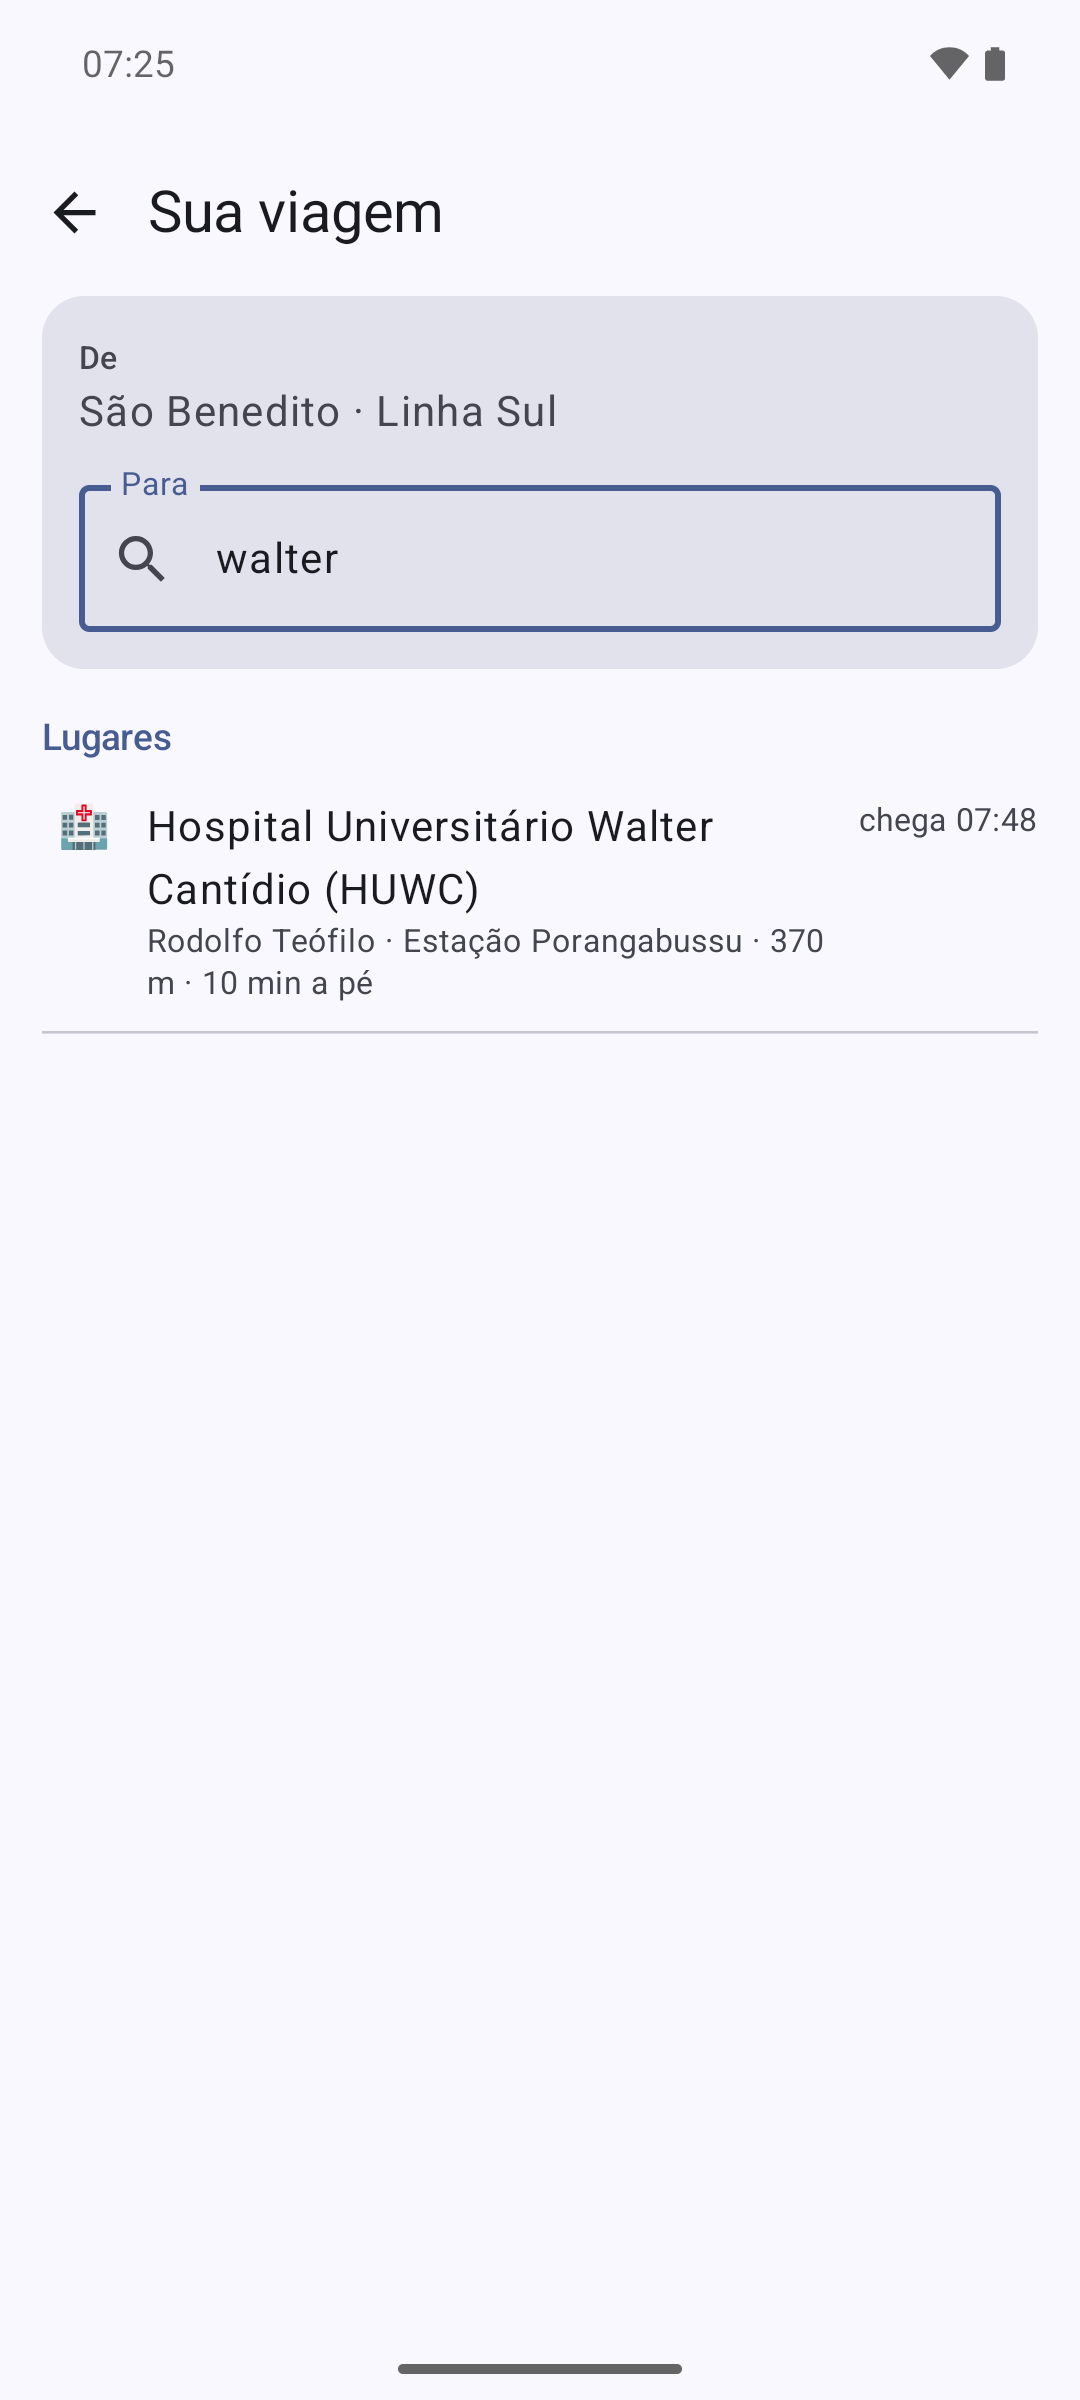 07:25
Sua viagem
De
São Benedito · Linha Sul
Para
walter
Lugares
Hospital Universitário Walter
Cantídio (HUWC)
chega 07:48
Rodolfo Teófilo · Estação Porangabussu · 370
m · 10 min a pé